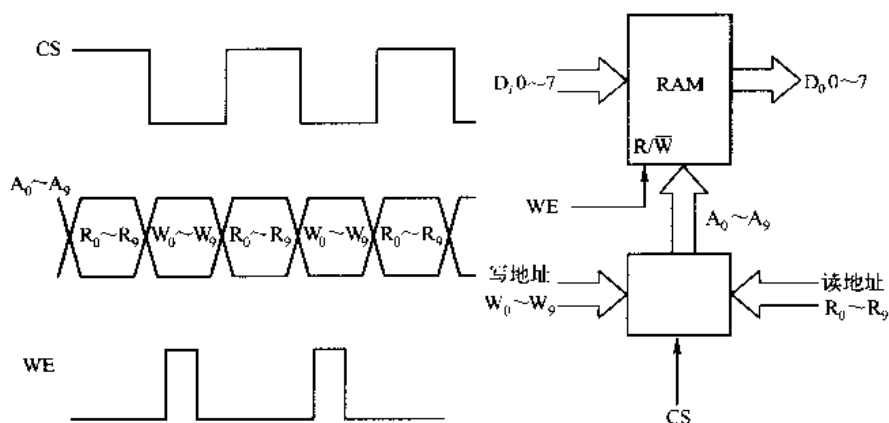 CS
A₀～A₉
R₀～R₉ W₀～W₉ R₀～R₉ W₀～W₉ R₀～R₉
WE
Dᵢ0～7
RAM
D₀0～7
R/W̅
WE
A₀～A₉
写地址
W₀～W₉
读地址
R₀～R₉
CS